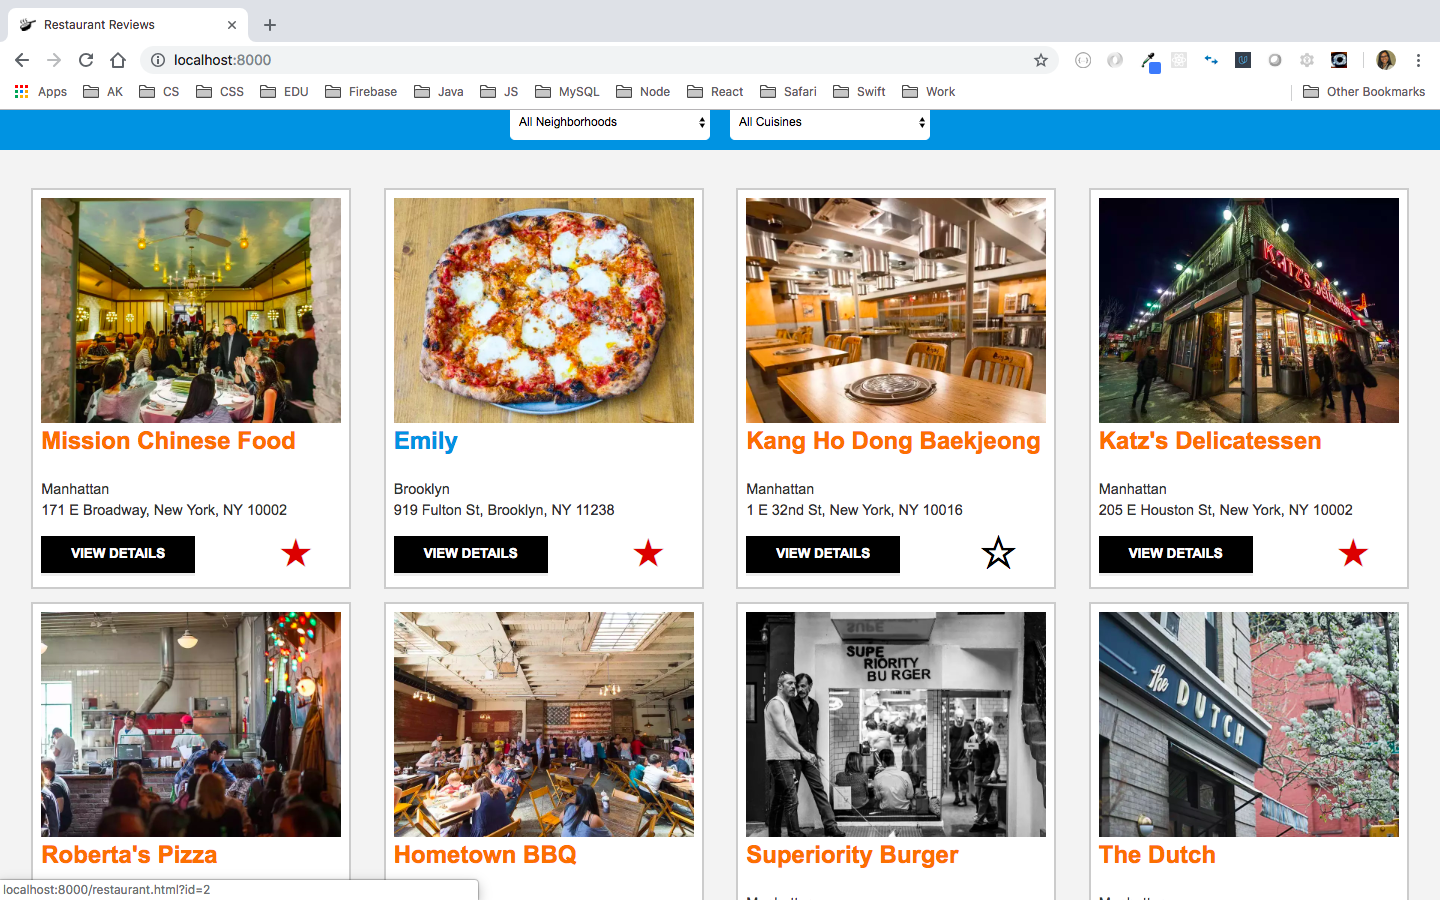 Restaurant Reviews
localhost:8000
Apps AK CS CSS EDU Firebase Java JS MySQL Node React Safari Swift Work Other Bookmarks
All Neighborhoods All Cuisines
KATZ'S
Mission Chinese Food
Manhattan
171 E Broadway, New York, NY 10002
VIEW DETAILS
Emily
Brooklyn
919 Fulton St, Brooklyn, NY 11238
VIEW DETAILS
Kang Ho Dong Baekjeong
Manhattan
1 E 32nd St, New York, NY 10016
VIEW DETAILS
Katz's Delicatessen
Manhattan
205 E Houston St, New York, NY 10002
VIEW DETAILS
Roberta's Pizza
Hometown BBQ
SUPE
RIORITY
BURGER
Superiority Burger
the DUTCH
The Dutch
localhost:8000/restaurant.html?id=2